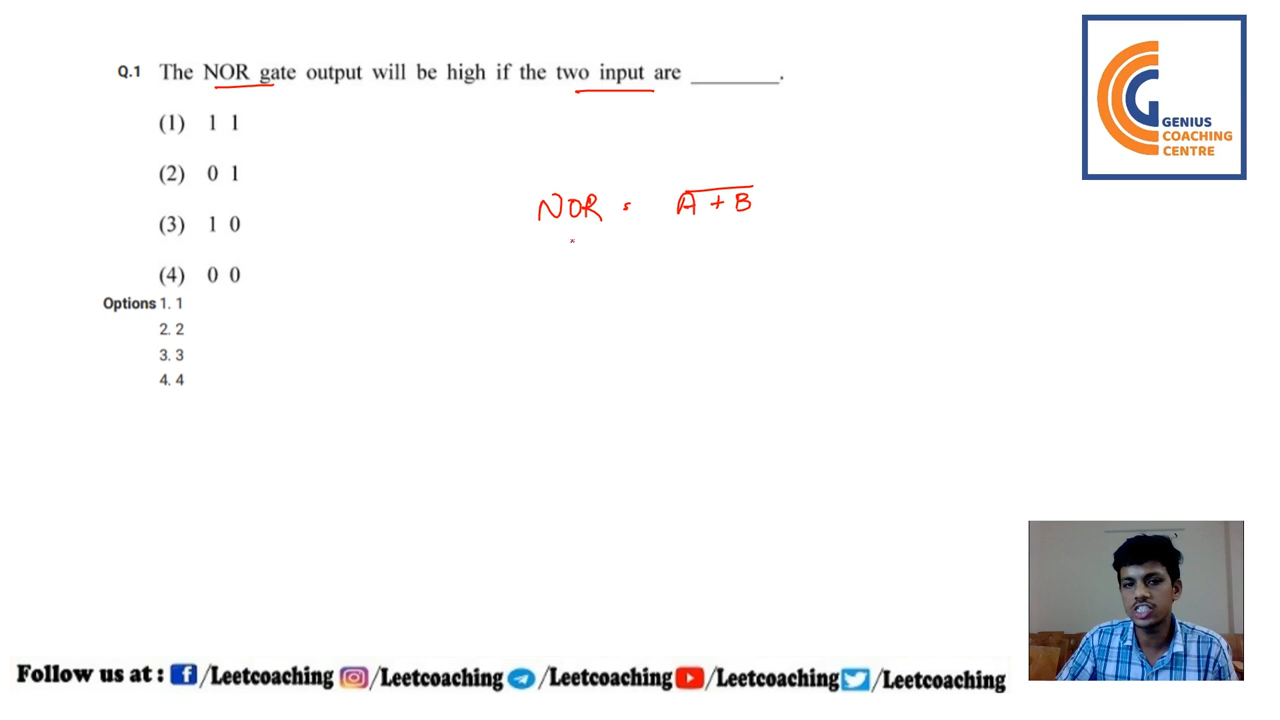 Q.1 The NOR gate output will be high if the two input are ________.
(1) 1 1
(2) 0 1
(3) 1 0
(4) 0 0
Options 1. 1
2. 2
3. 3
4. 4
NOR = A + B
GENIUS
COACHING
CENTRE
Follow us at : /Leetcoaching /Leetcoaching /Leetcoaching /Leetcoaching /Leetcoaching